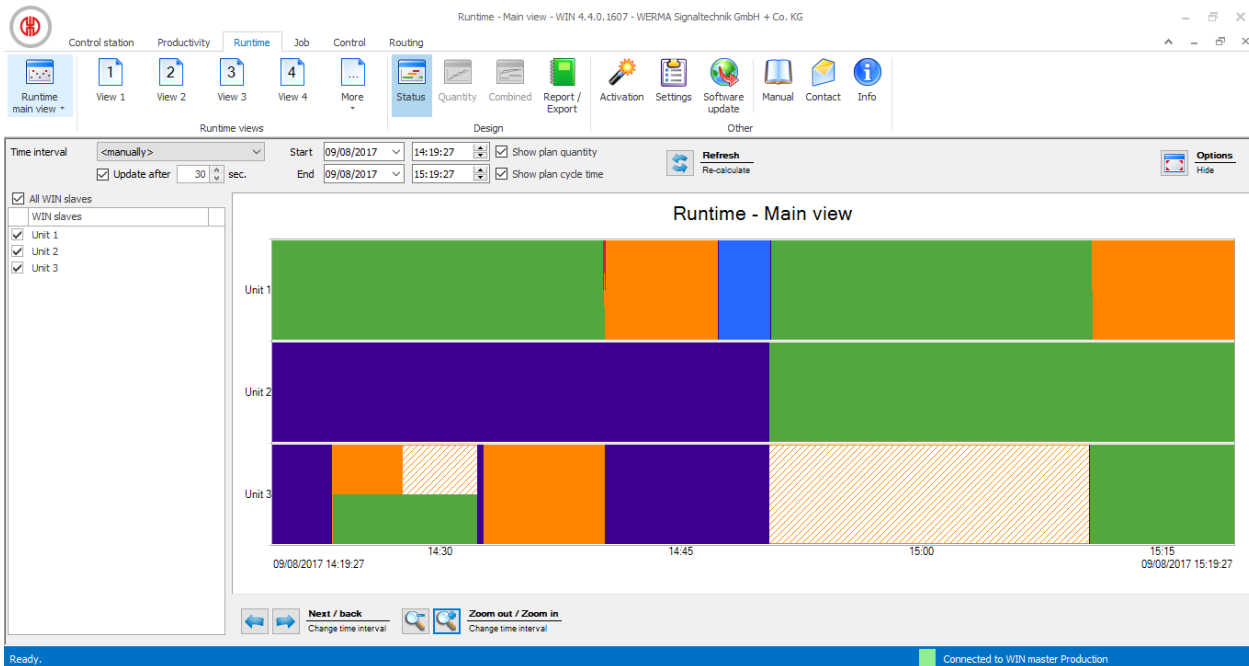 Runtime - Main view - WIN 4.4.0.1607 - WERMA Signaltechnik GmbH + Co. KG
Control station Productivity Runtime Job Control Routing
1 2 3 4 ...
Runtime main view View 1 View 2 View 3 View 4 More Status Quantity Combined Report / Export Activation Settings Software update Manual Contact Info
Runtime views Design Other
Time interval <manually> Start 09/08/2017 14:19:27 Show plan quantity Refresh Options
Update after 30 sec. End 09/08/2017 15:19:27 Show plan cycle time Re-calculate Hide
All WIN slaves
WIN slaves
Unit 1
Unit 2
Unit 3
Runtime - Main view
Unit 1
Unit 2
Unit 3
14:30 14:45 15:00 15:15
09/08/2017 14:19:27 09/08/2017 15:19:27
Next / back Zoom out / Zoom in
Change time interval Change time interval
Ready. Connected to WIN master Production